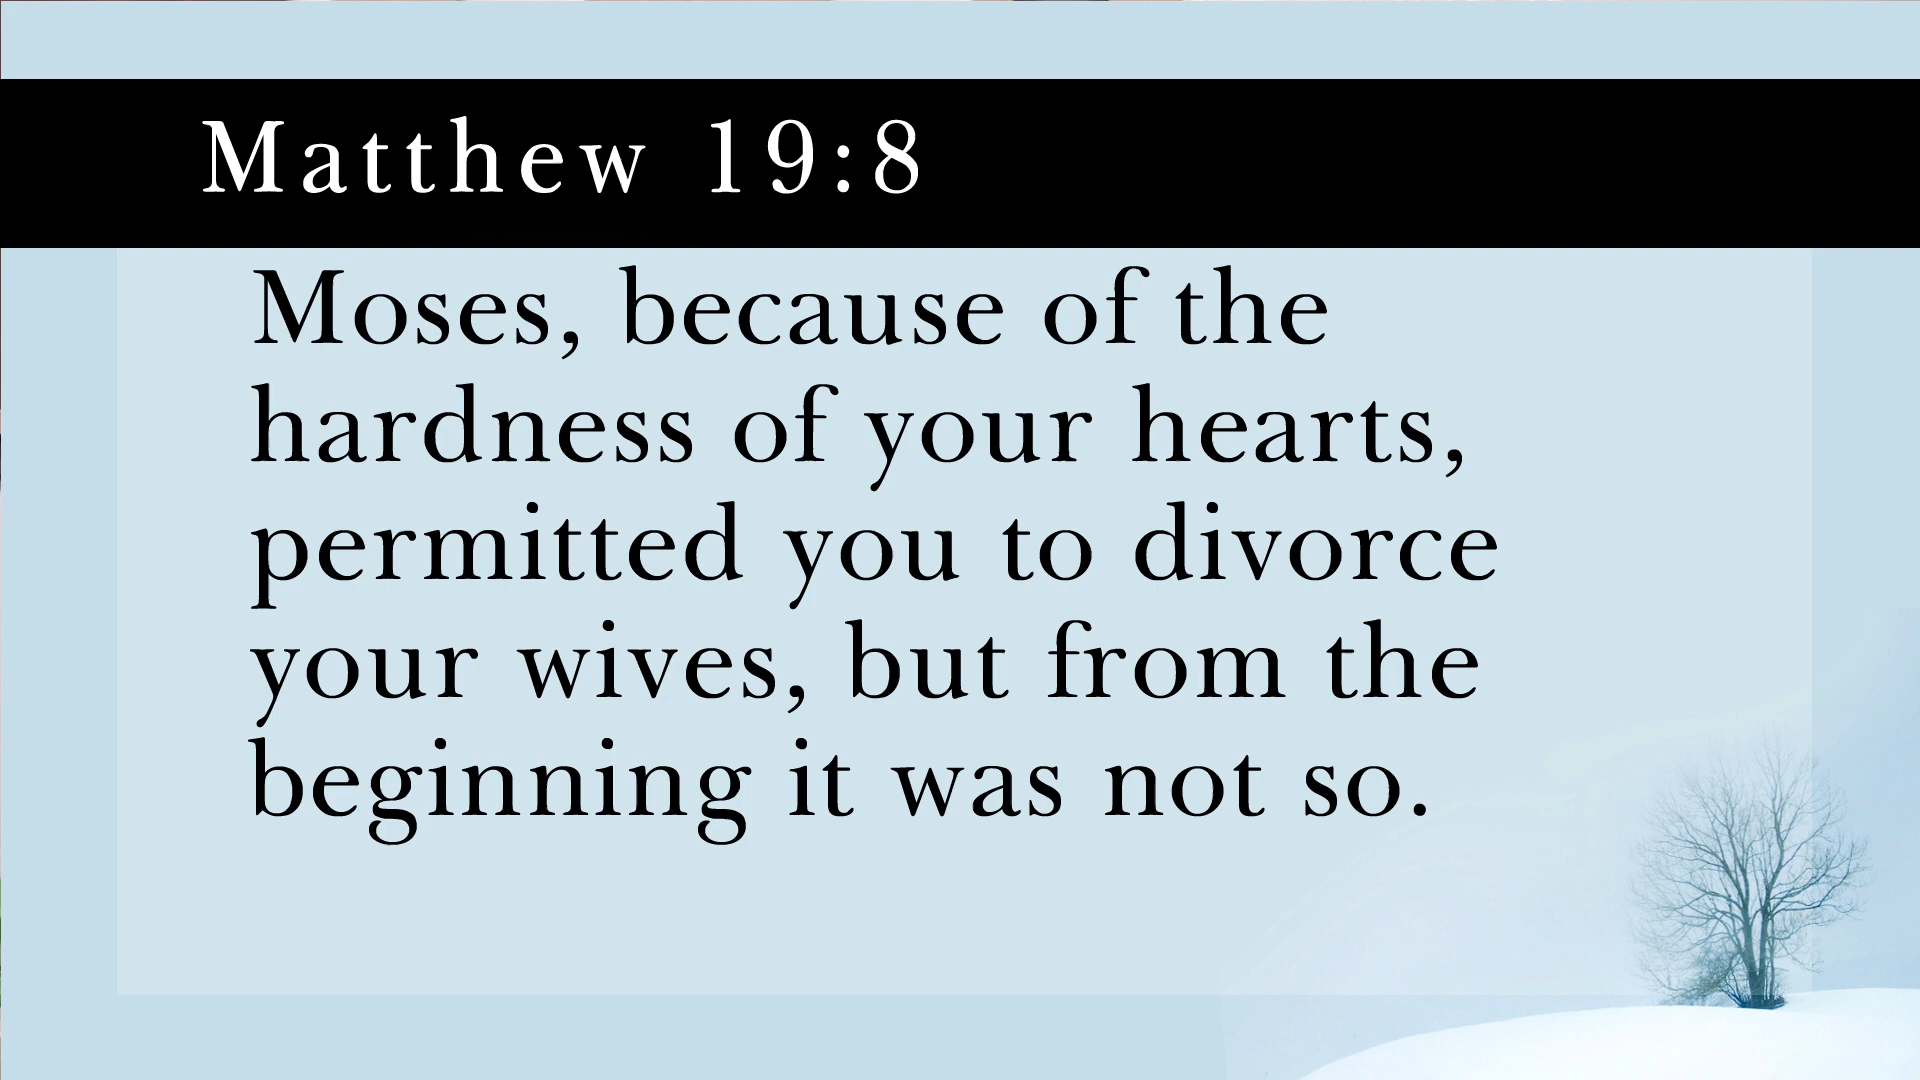 Matthew 19:8
Moses, because of the
hardness of your hearts,
permitted you to divorce
your wives, but from the
beginning it was not so.